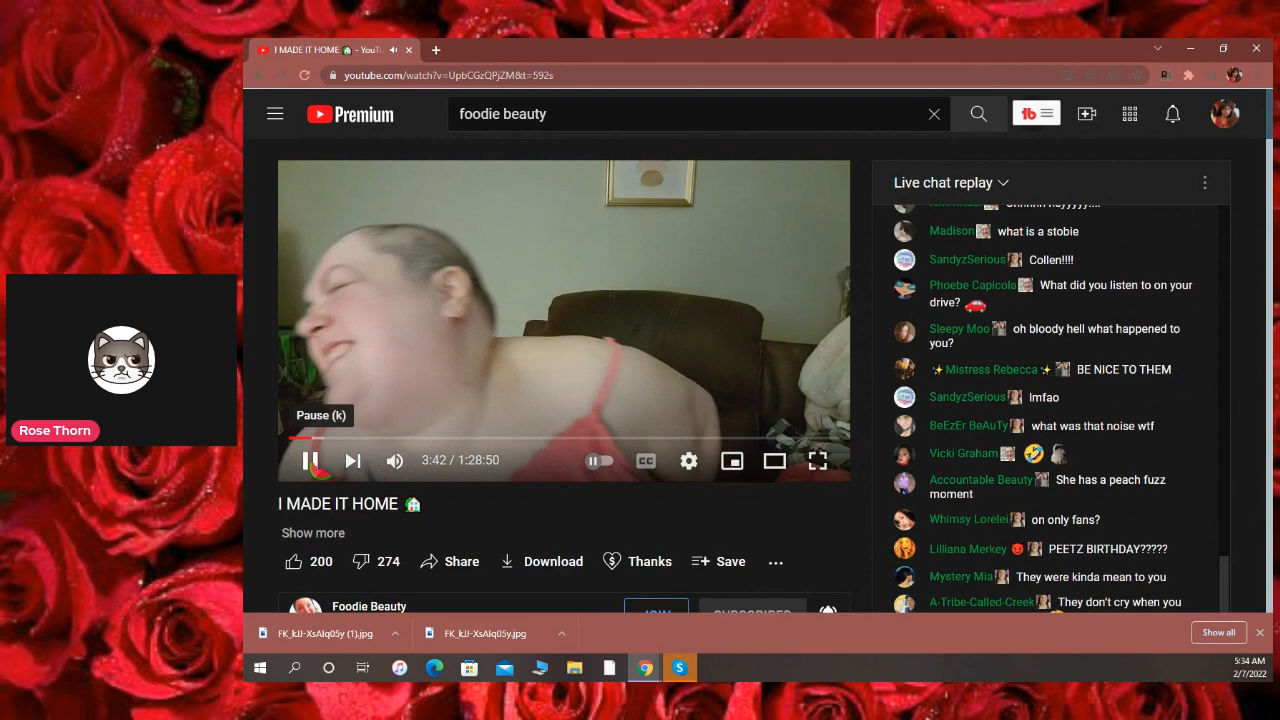 I MADE IT HOME - YouTu
youtube.com/watch?v=UpbCGzQPjZM&t=592s
Premium
foodie beauty
Live chat replay
Madison what is a stobie
SandyzSerious Collen!!!!
Phoebe Capicola What did you listen to on your
drive?
Sleepy Moo oh bloody hell what happened to
you?
Mistress Rebecca BE NICE TO THEM
SandyzSerious lmfao
BeEzEr BeAuTy what was that noise wtf
Vicki Graham
Accountable Beauty She has a peach fuzz
moment
Whimsy Lorelei on only fans?
Lilliana Merkey PEETZ BIRTHDAY?????
Mystery Mia They were kinda mean to you
A-Tribe-Called-Creek They don't cry when you
Pause (k)
3:42 / 1:28:50
CC
I MADE IT HOME
Show more
200 274 Share Download Thanks Save
Foodie Beauty
JOIN SUBSCRIBED
Rose Thorn
FK_kJJ-XsAIq05y (1).jpg FK_kJJ-XsAIq05y.jpg Show all
5:34 AM
2/7/2022